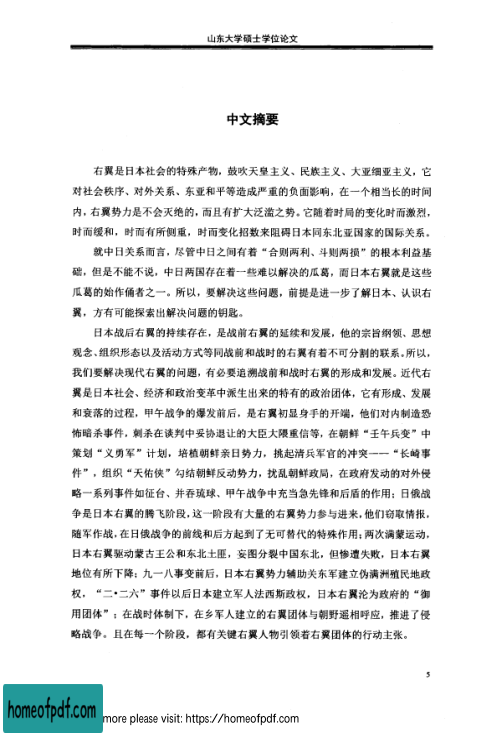 山东大学硕士学位论文
中文摘要
右翼是日本社会的特殊产物，鼓吹天皇主义、民族主义、大亚细亚主义，它
对社会秩序、对外关系、东亚和平等造成严重的负面影响，在一个相当长的时间
内，右翼势力是不会灭绝的，而且有扩大泛滥之势。它随着时局的变化时而激烈，
时而缓和，时而有所侧重，时而变化招数来阻碍日本同东北亚国家的国际关系。
就中日关系而言，尽管中日之间有着“合则两利、斗则两损”的根本利益基
础，但是不能不说，中日两国存在着一些难以解决的瓜葛，而日本右翼就是这些
瓜葛的始作俑者之一。所以，要解决这些问题，前提是进一步了解日本、认识右
翼，方有可能探索出解决问题的钥匙。
日本战后右翼的持续存在，是战前右翼的延续和发展，他的宗旨纲领、思想
观念、组织形态以及活动方式等同战前和战时的右翼有着不可分割的联系。所以，
我们要解决现代右翼的问题，有必要追溯战前和战时右翼的形成和发展。近代右
翼是日本社会、经济和政治变革中派生出来的特有的政治团体，它有形成、发展
和衰落的过程，甲午战争的爆发前后，是右翼初显身手的开端，他们对内制造恐
怖暗杀事件，刺杀在谈判中妥协退让的大臣大隈重信等，在朝鲜“壬午兵变”中
策划“义勇军”计划，培植朝鲜亲日势力，挑起清兵军官的冲突——“长崎事
件”，组织“天佑侠”勾结朝鲜反动势力，扰乱朝鲜政局，在政府发动的对外侵
略一系列事件如征台、并吞琉球、甲午战争中充当急先锋和后盾的作用；日俄战
争是日本右翼的腾飞阶段，这一阶段有大量的右翼势力参与进来，他们窃取情报，
随军作战，在日俄战争的前线和后方起到了无可替代的特殊作用；两次满蒙运动，
日本右翼驱动蒙古王公和东北土匪，妄图分裂中国东北，但惨遭失败，日本右翼
地位有所下降；九一八事变前后，日本右翼势力辅助关东军建立伪满洲殖民地政
权，“二·二六”事件以后日本建立军人法西斯政权，日本右翼沦为政府的“御
用团体”；在战时体制下，在乡军人建立的右翼团体与朝野遥相呼应，推进了侵
略战争。且在每一个阶段，都有关键右翼人物引领着右翼团体的行动主张。
5
homeofpdf.com
more please visit: https://homeofpdf.com